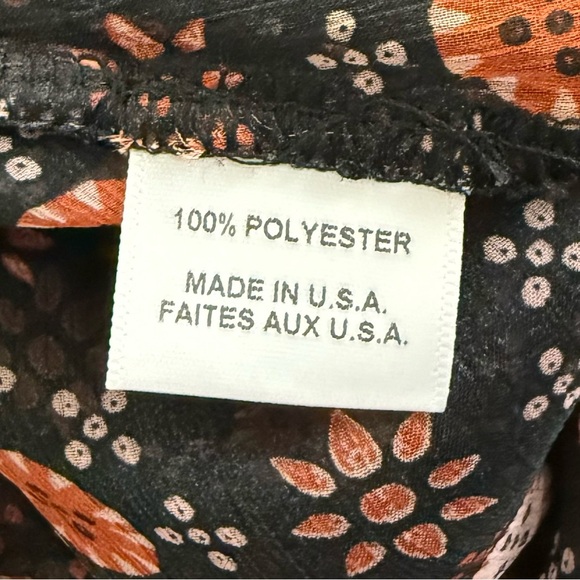 100% POLYESTER
MADE IN U.S.A.
FAITES AUX U.S.A.